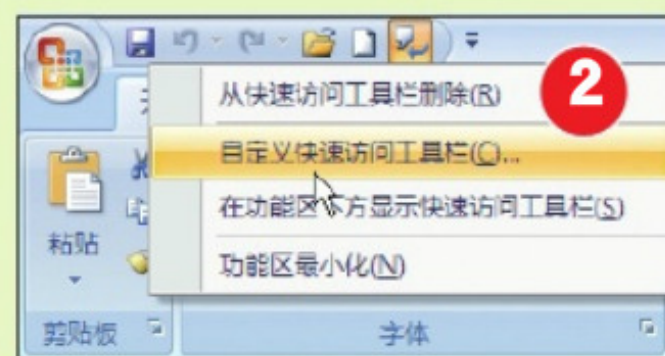 从快速访问工具栏删除(R)
2
自定义快速访问工具栏(C)...
在功能区下方显示快速访问工具栏(S)
粘贴
功能区最小化(N)
剪贴板
字体